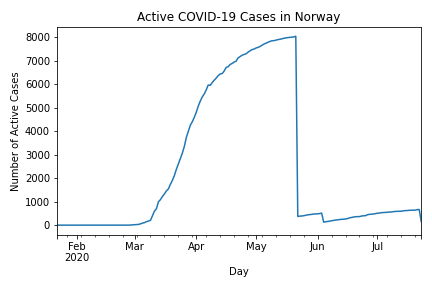 Active COVID-19 Cases in Norway
Number of Active Cases
8000
7000
6000
5000
4000
3000
2000
1000
0
Feb Mar Apr May Jun Jul
2020
Day